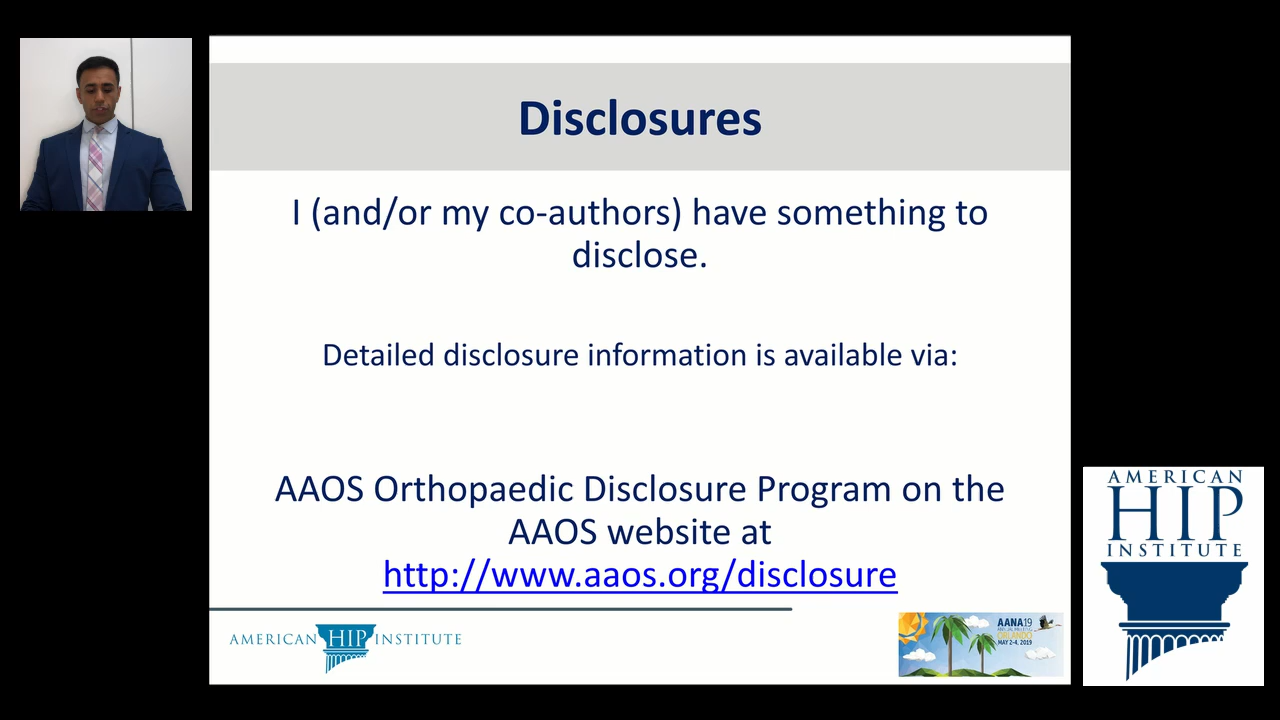 Disclosures
I (and/or my co-authors) have something to
disclose.
Detailed disclosure information is available via:
AAOS Orthopaedic Disclosure Program on the
AAOS website at
http://www.aaos.org/disclosure
AMERICAN HIP INSTITUTE
AANA19
ORLANDO
MAY 2-4, 2019
AMERICAN
HIP
INSTITUTE